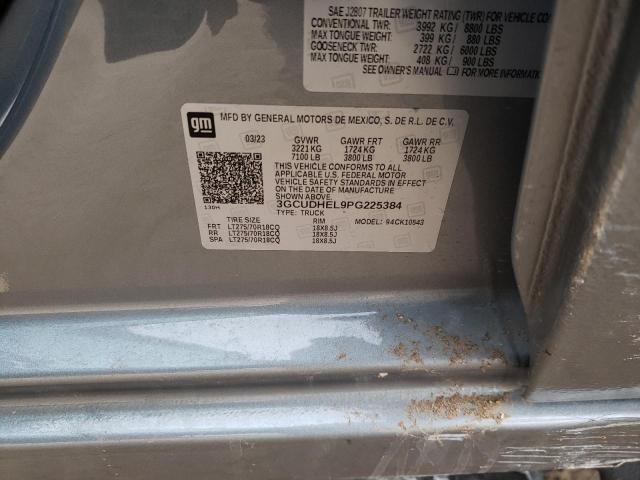 SAE J2807 TRAILER WEIGHT RATING (TWR) FOR VEHICLE
CONVENTIONAL TWR: 3992 KG / 8800 LBS
MAX TONGUE WEIGHT: 399 KG / 880 LBS
GOOSENECK TWR: 2722 KG / 6000 LBS
MAX TONGUE WEIGHT: 408 KG / 900 LBS
SEE OWNER'S MANUAL FOR MORE INFORMATION
gm MFD BY GENERAL MOTORS DE MEXICO, S. DE R.L. DE C.V.
03/23 GVWR GAWR FRT GAWR RR
3221 KG 1724 KG 1724 KG
7100 LB 3800 LB 3800 LB
THIS VEHICLE CONFORMS TO ALL APPLICABLE
U.S. FEDERAL MOTOR
VEHICLE SAFETY STANDARDS IN EFFECT ON THE
DATE OF MANUFACTURE SHOWN ABOVE.
3GCUDHEL9PG225384
TYPE: TRUCK MODEL: 94CK10543
TIRE SIZE RIM
FRT LT275/70R18CQ 18X8.5J
RR LT275/70R18CQ 18X8.5J
SPA LT275/70R18CQ 18X8.5J